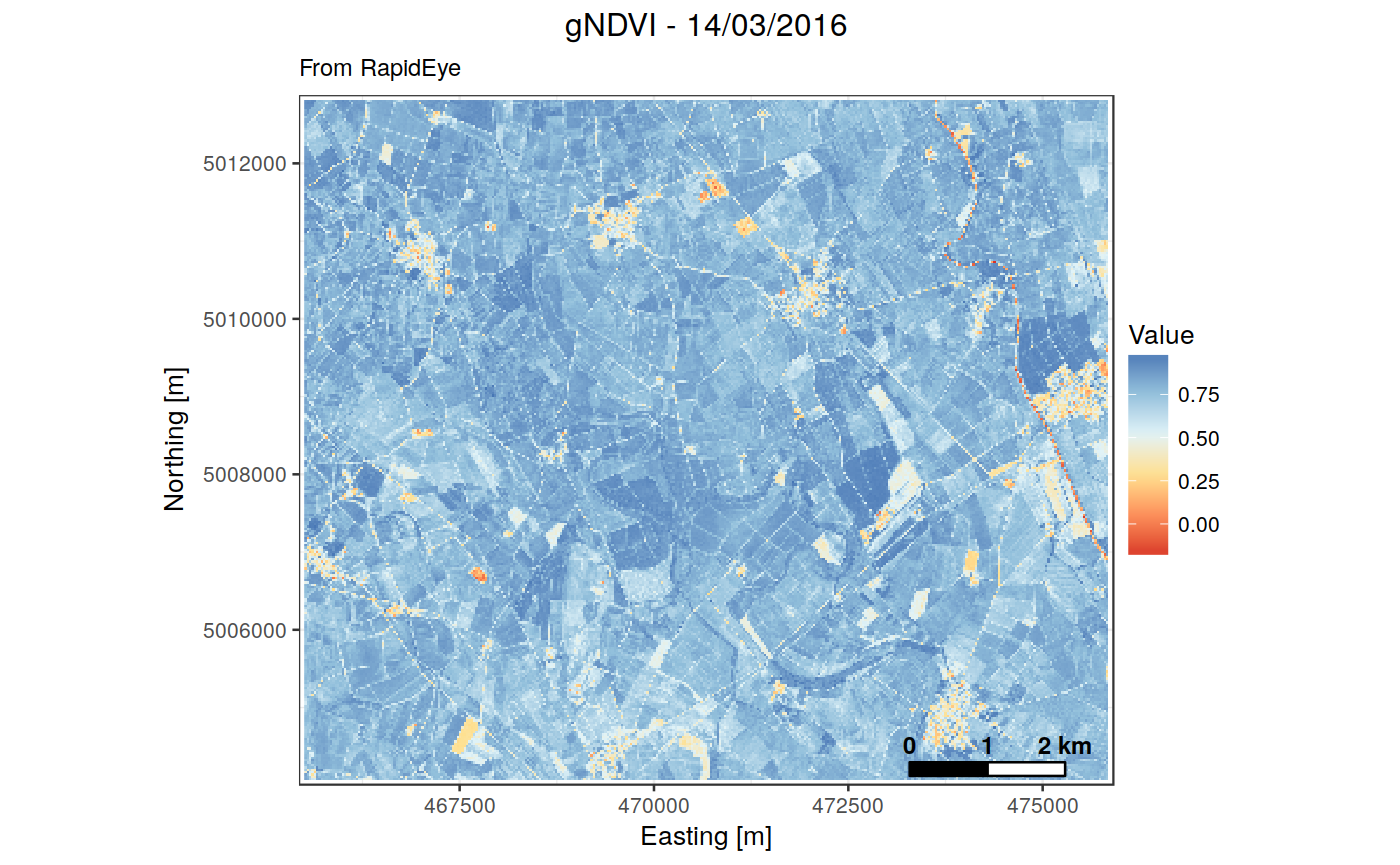 gNDVI - 14/03/2016
From RapidEye
5012000
5010000
5008000
5006000
Northing [m]
Value
0.75
0.50
0.25
0.00
0 1 2 km
467500 470000 472500 475000
Easting [m]